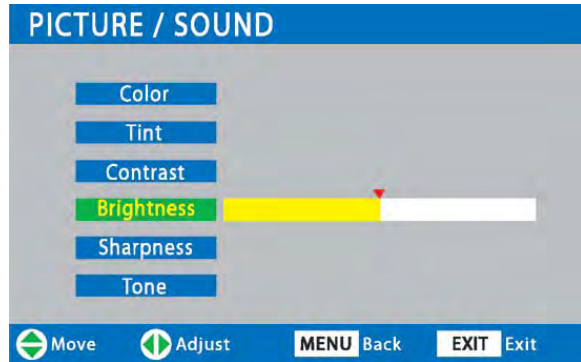 PICTURE / SOUND
Color
Tint
Contrast
Brightness
Sharpness
Tone
Move Adjust MENU Back EXIT Exit